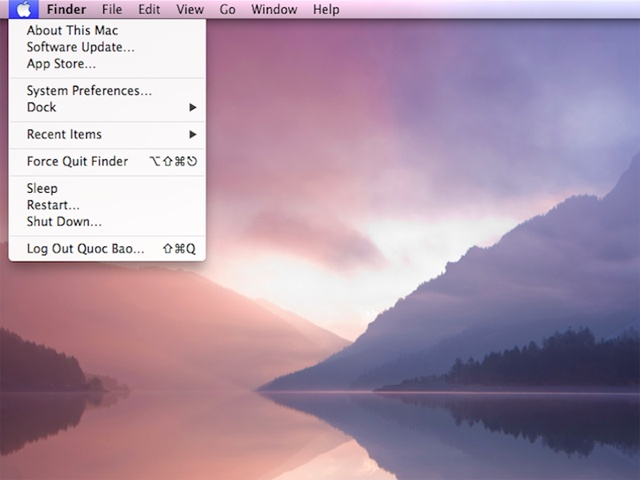 Finder File Edit View Go Window Help
About This Mac
Software Update...
App Store...
System Preferences...
Dock ▶
Recent Items ▶
Force Quit Finder ⌥⇧⌘⎋
Sleep
Restart...
Shut Down...
Log Out Quoc Bao... ⇧⌘Q